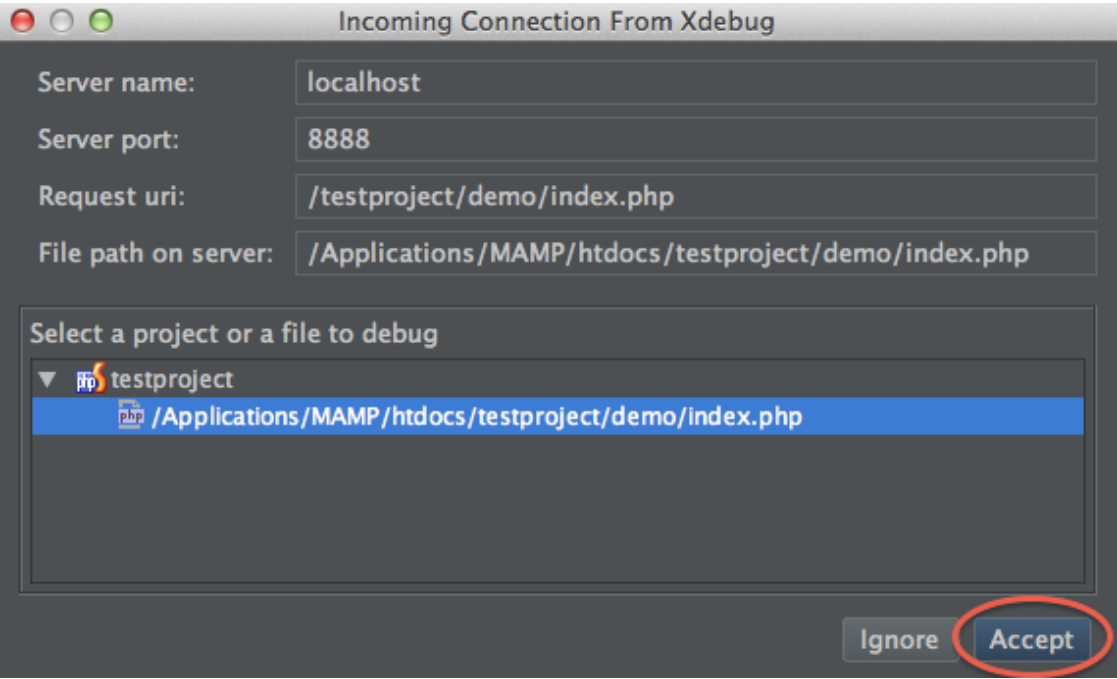 Incoming Connection From Xdebug
Server name: localhost
Server port: 8888
Request uri: /testproject/demo/index.php
File path on server: /Applications/MAMP/htdocs/testproject/demo/index.php
Select a project or a file to debug
php testproject
php /Applications/MAMP/htdocs/testproject/demo/index.php
Ignore Accept